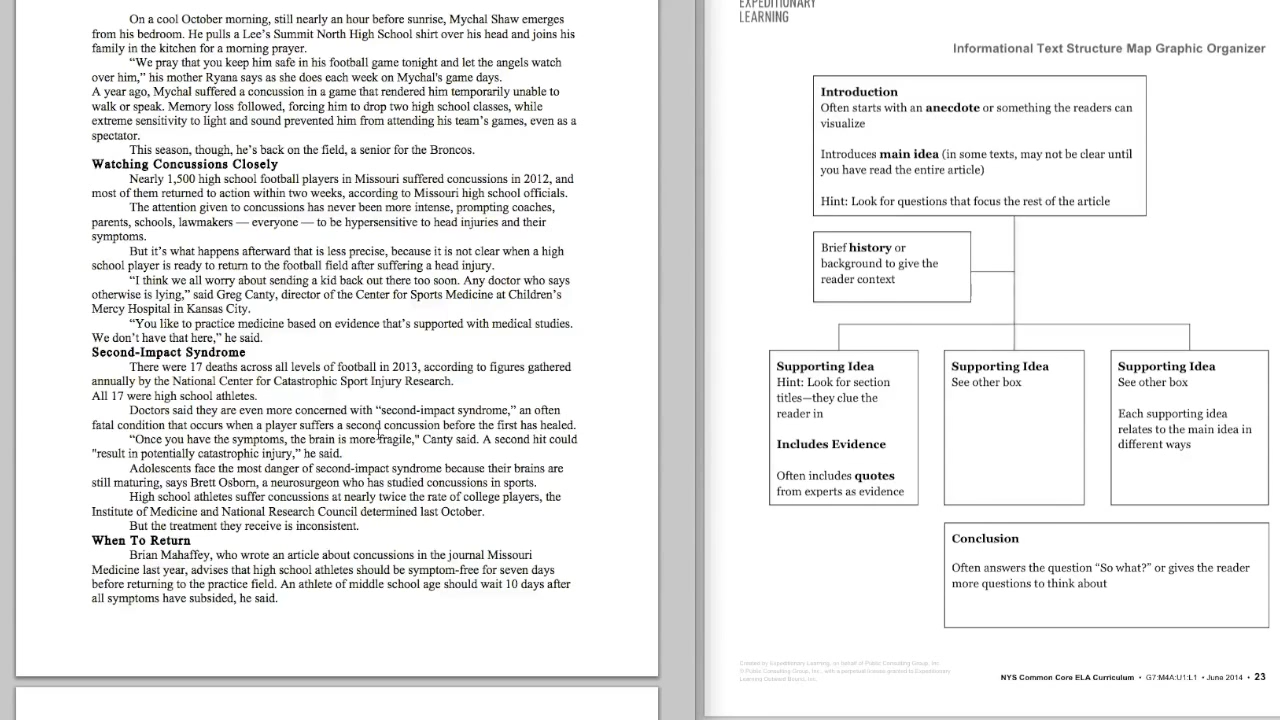 On a cool October morning, still nearly an hour before sunrise, Mychal Shaw emerges
from his bedroom. He pulls a Lee's Summit North High School shirt over his head and joins his
family in the kitchen for a morning prayer.
"We pray that you keep him safe in his football game tonight and let the angels watch
over him," his mother Ryana says as she does each week on Mychal's game days.
A year ago, Mychal suffered a concussion in a game that rendered him temporarily unable to
walk or speak. Memory loss followed, forcing him to drop two high school classes, while
extreme sensitivity to light and sound prevented him from attending his team's games, even as a
spectator.
This season, though, he's back on the field, a senior for the Broncos.
Watching Concussions Closely
Nearly 1,500 high school football players in Missouri suffered concussions in 2012, and
most of them returned to action within two weeks, according to Missouri high school officials.
The attention given to concussions has never been more intense, prompting coaches,
parents, schools, lawmakers — everyone — to be hypersensitive to head injuries and their
symptoms.
But it's what happens afterward that is less precise, because it is not clear when a high
school player is ready to return to the football field after suffering a head injury.
"I think we all worry about sending a kid back out there too soon. Any doctor who says
otherwise is lying," said Greg Canty, director of the Center for Sports Medicine at Children's
Mercy Hospital in Kansas City.
"You like to practice medicine based on evidence that's supported with medical studies.
We don't have that here," he said.
Second-Impact Syndrome
There were 17 deaths across all levels of football in 2013, according to figures gathered
annually by the National Center for Catastrophic Sport Injury Research.
All 17 were high school athletes.
Doctors said they are even more concerned with "second-impact syndrome," an often
fatal condition that occurs when a player suffers a second concussion before the first has healed.
"Once you have the symptoms, the brain is more fragile," Canty said. A second hit could
"result in potentially catastrophic injury," he said.
Adolescents face the most danger of second-impact syndrome because their brains are
still maturing, says Brett Osborn, a neurosurgeon who has studied concussions in sports.
High school athletes suffer concussions at nearly twice the rate of college players, the
Institute of Medicine and National Research Council determined last October.
But the treatment they receive is inconsistent.
When To Return
Brian Mahaffey, who wrote an article about concussions in the journal Missouri
Medicine last year, advises that high school athletes should be symptom-free for seven days
before returning to the practice field. An athlete of middle school age should wait 10 days after
all symptoms have subsided, he said.
EXPEDITIONARY
LEARNING
Informational Text Structure Map Graphic Organizer
Introduction
Often starts with an anecdote or something the readers can
visualize
Introduces main idea (in some texts, may not be clear until
you have read the entire article)
Hint: Look for questions that focus the rest of the article
Brief history or
background to give the
reader context
Supporting Idea
Hint: Look for section
titles—they clue the
reader in
Includes Evidence
Often includes quotes
from experts as evidence
Supporting Idea
See other box
Supporting Idea
See other box
Each supporting idea
relates to the main idea in
different ways
Conclusion
Often answers the question "So what?" or gives the reader
more questions to think about
Created by Expeditionary Learning, on behalf of Public Consulting Group, Inc.
© Public Consulting Group, Inc., with a perpetual license granted to Expeditionary
Learning Outward Bound, Inc.
NYS Common Core ELA Curriculum • G7:M4A:U1:L1 • June 2014 • 23